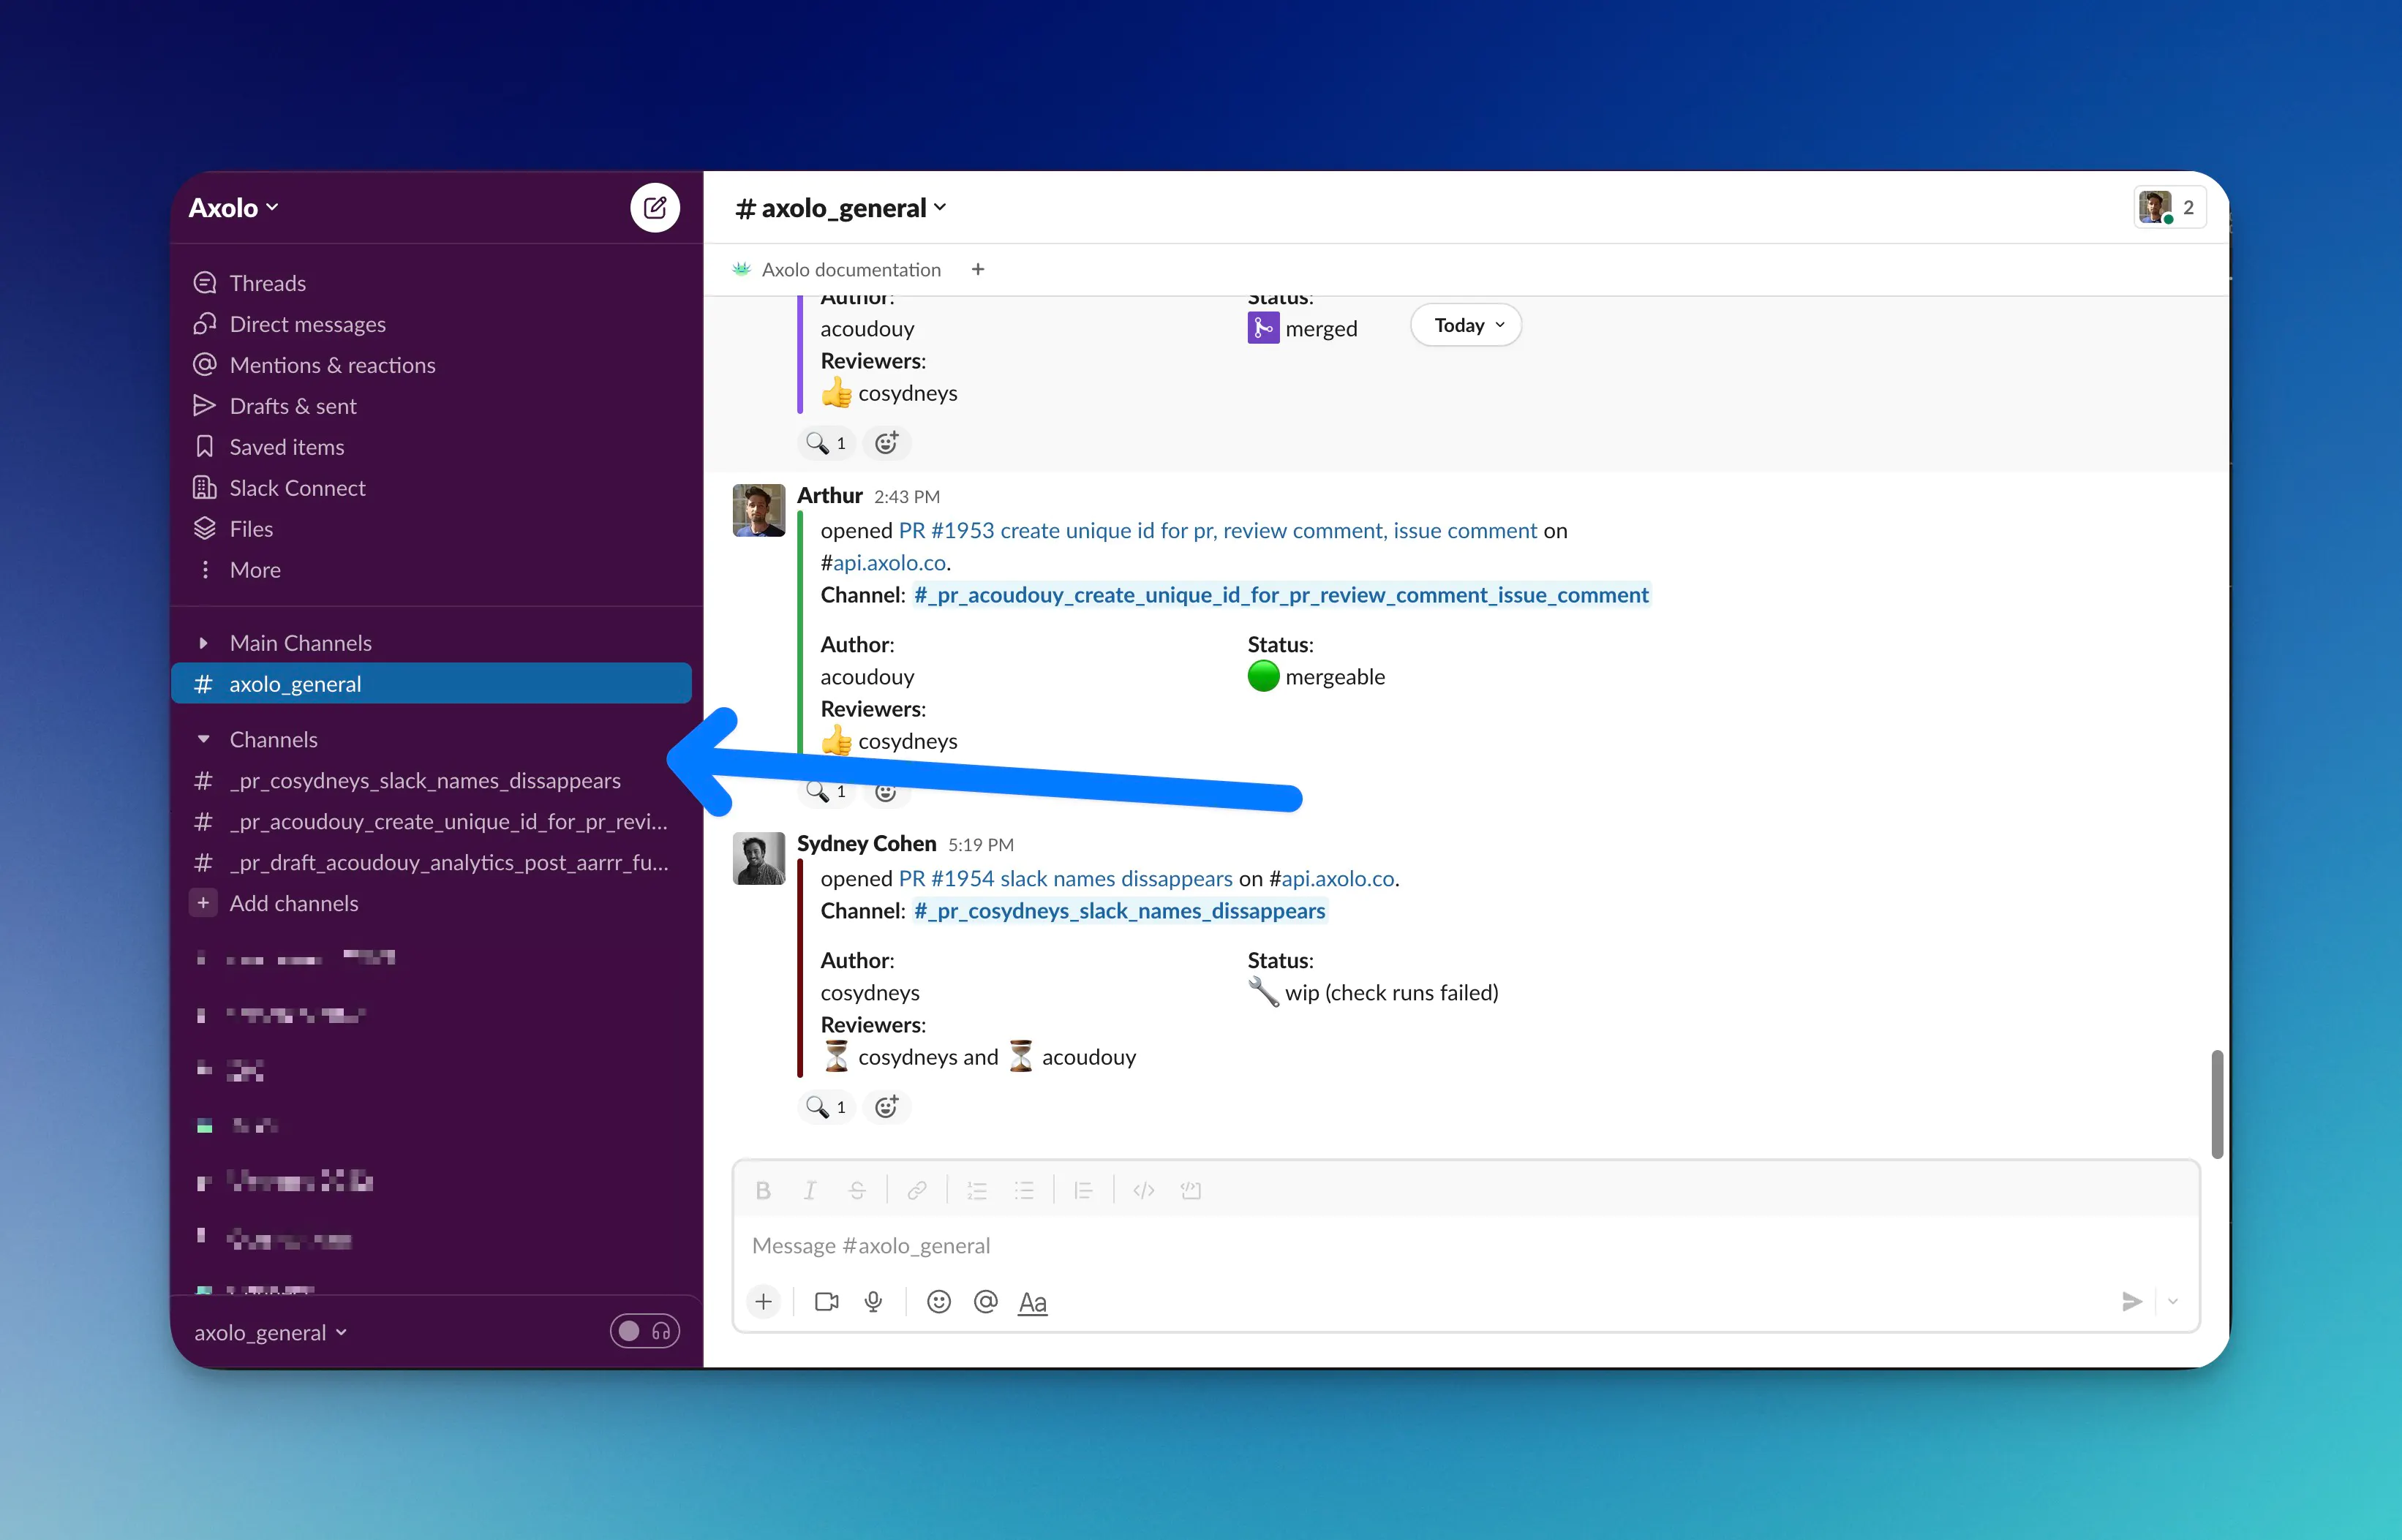 Axolo
Threads
Direct messages
Mentions & reactions
Drafts & sent
Saved items
Slack Connect
Files
More
Main Channels
# axolo_general
Channels
# _pr_cosydneys_slack_names_dissappears
# _pr_acoudouy_create_unique_id_for_pr_revi...
# _pr_draft_acoudouy_analytics_post_aarrr_fu...
+ Add channels
axolo_general
# axolo_general
2
Axolo documentation +
Author: Status:
acoudouy merged
Today
Reviewers:
👍 cosydneys
🔍 1
Arthur 2:43 PM
opened PR #1953 create unique id for pr, review comment, issue comment on
#api.axolo.co.
Channel: #_pr_acoudouy_create_unique_id_for_pr_review_comment_issue_comment
Author: Status:
acoudouy 🟢 mergeable
Reviewers:
👍 cosydneys
🔍 1
Sydney Cohen 5:19 PM
opened PR #1954 slack names dissappears on #api.axolo.co.
Channel: #_pr_cosydneys_slack_names_dissappears
Author: Status:
cosydneys 🔧 wip (check runs failed)
Reviewers:
⏳ cosydneys and ⏳ acoudouy
🔍 1
B I S
Message #axolo_general
+ @ Aa